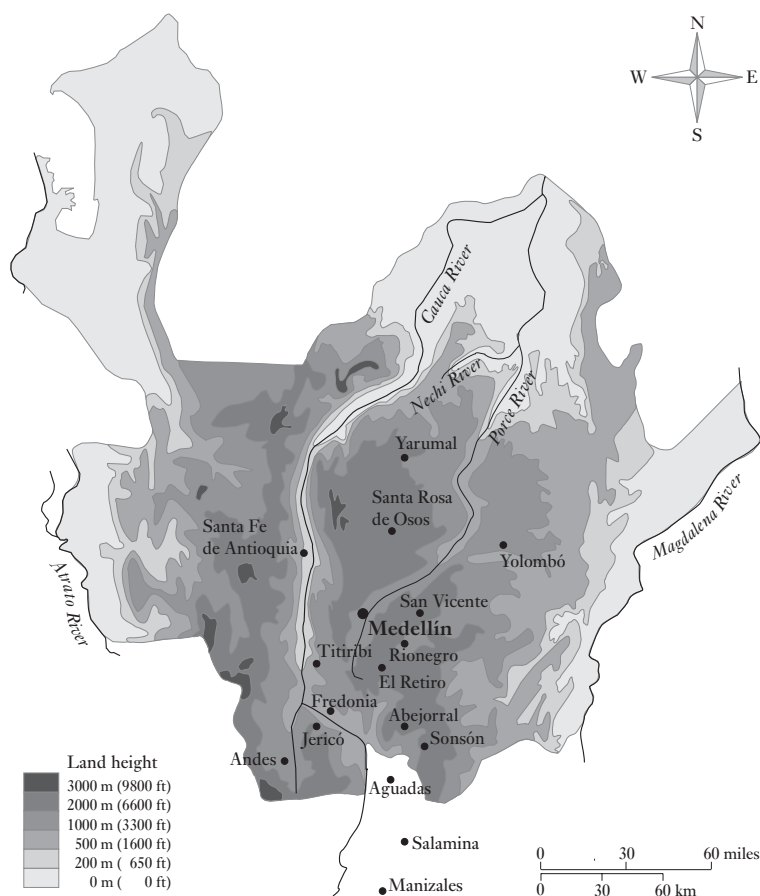 N
W E
S
Cauca River
Nechi River
Porce River
Yarumal
Santa Rosa
de Osos
Magdalena River
Santa Fe
de Antioquia
Yolombó
Atrato River
San Vicente
Medellín
Titiribi
Rionegro
El Retiro
Fredonia
Abejorral
Jericó
Sonsón
Andes
Aguadas
Land height
3000 m (9800 ft)
2000 m (6600 ft)
1000 m (3300 ft)
500 m (1600 ft)
200 m ( 650 ft)
0 m ( 0 ft)
Salamina
Manizales
0 30 60 miles
0 30 60 km